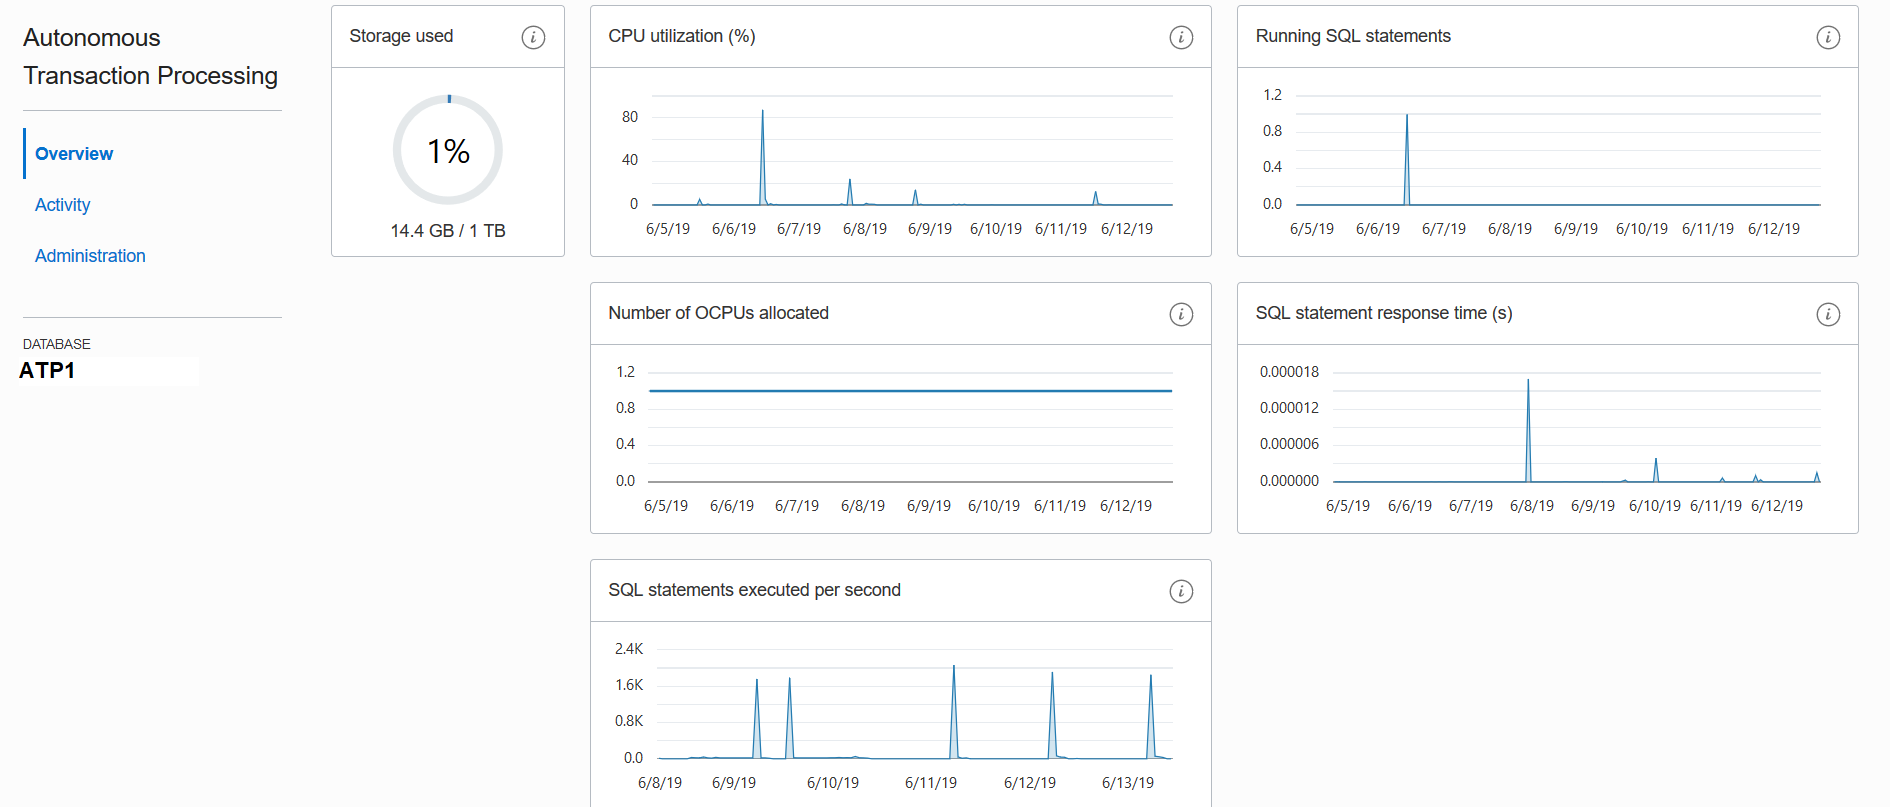 Autonomous
Transaction Processing
Overview
Activity
Administration
DATABASE
ATP1
Storage used
i
1%
14.4 GB / 1 TB
CPU utilization (%)
i
80
40
0
6/5/19 6/6/19 6/7/19 6/8/19 6/9/19 6/10/19 6/11/19 6/12/19
Running SQL statements
i
1.2
0.8
0.4
0.0
6/5/19 6/6/19 6/7/19 6/8/19 6/9/19 6/10/19 6/11/19 6/12/19
Number of OCPUs allocated
i
1.2
0.8
0.4
0.0
6/5/19 6/6/19 6/7/19 6/8/19 6/9/19 6/10/19 6/11/19 6/12/19
SQL statement response time (s)
i
0.000018
0.000012
0.000006
0.000000
6/5/19 6/6/19 6/7/19 6/8/19 6/9/19 6/10/19 6/11/19 6/12/19
SQL statements executed per second
i
2.4K
1.6K
0.8K
0.0
6/8/19 6/9/19 6/10/19 6/11/19 6/12/19 6/13/19